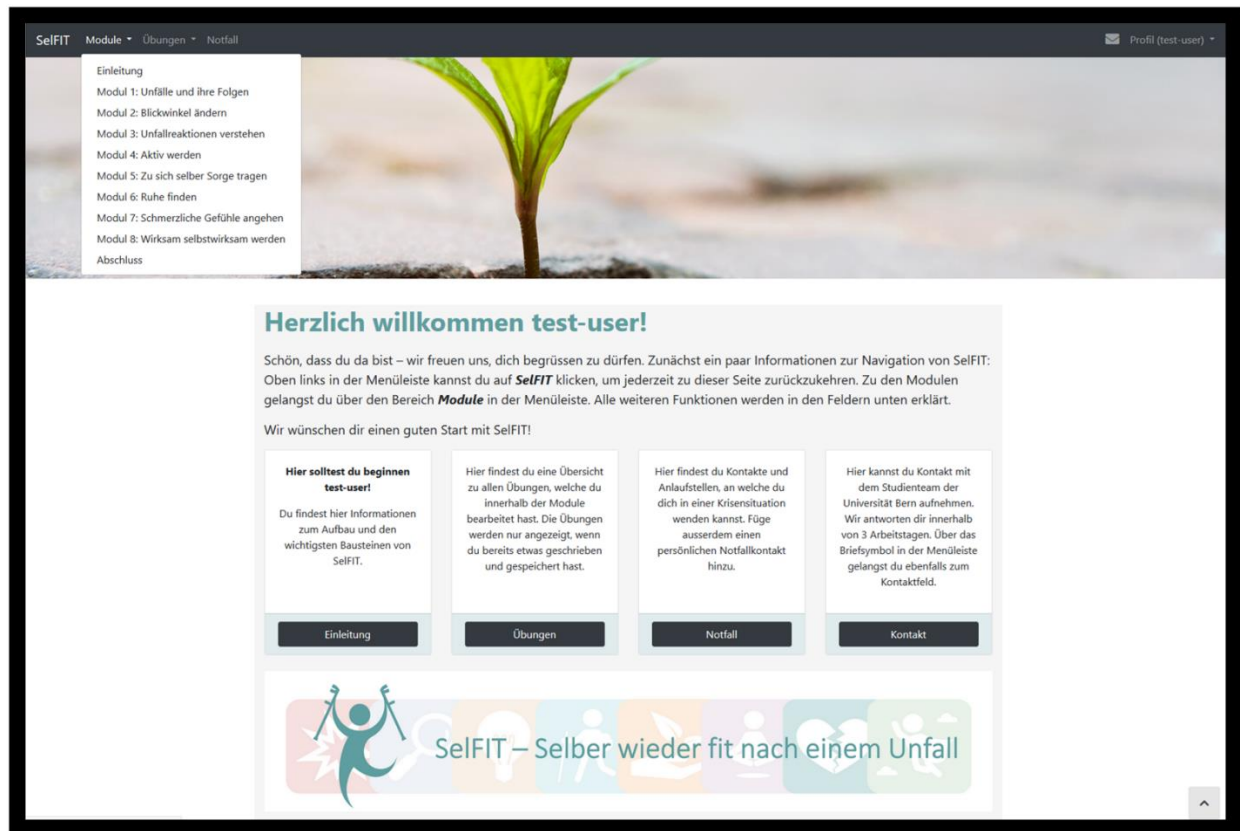 SelFIT Module Übungen Notfall Profil (test-user)
Einleitung
Modul 1: Unfälle und ihre Folgen
Modul 2: Blickwinkel ändern
Modul 3: Unfallreaktionen verstehen
Modul 4: Aktiv werden
Modul 5: Zu sich selber Sorge tragen
Modul 6: Ruhe finden
Modul 7: Schmerzliche Gefühle angehen
Modul 8: Wirksam selbstwirksam werden
Abschluss
Herzlich willkommen test-user!
Schön, dass du da bist – wir freuen uns, dich begrüssen zu dürfen. Zunächst ein paar Informationen zur Navigation von SelFIT:
Oben links in der Menüleiste kannst du auf SelFIT klicken, um jederzeit zu dieser Seite zurückzukehren. Zu den Modulen
gelangst du über den Bereich Module in der Menüleiste. Alle weiteren Funktionen werden in den Feldern unten erklärt.
Wir wünschen dir einen guten Start mit SelFIT!
Hier solltest du beginnen
test-user!
Du findest hier Informationen
zum Aufbau und den
wichtigsten Bausteinen von
SelFIT.
Einleitung
Hier findest du eine Übersicht
zu allen Übungen, welche du
innerhalb der Module
bearbeitet hast. Die Übungen
werden nur angezeigt, wenn
du bereits etwas geschrieben
und gespeichert hast.
Übungen
Hier findest du Kontakte und
Anlaufstellen, an welche du
dich in einer Krisensituation
wenden kannst. Füge
ausserdem einen
persönlichen Notfallkontakt
hinzu.
Notfall
Hier kannst du Kontakt mit
dem Studienteam der
Universität Bern aufnehmen.
Wir antworten dir innerhalb
von 3 Arbeitstagen. Über das
Briefsymbol in der Menüleiste
gelangst du ebenfalls zum
Kontaktfeld.
Kontakt
SelFIT – Selber wieder fit nach einem Unfall